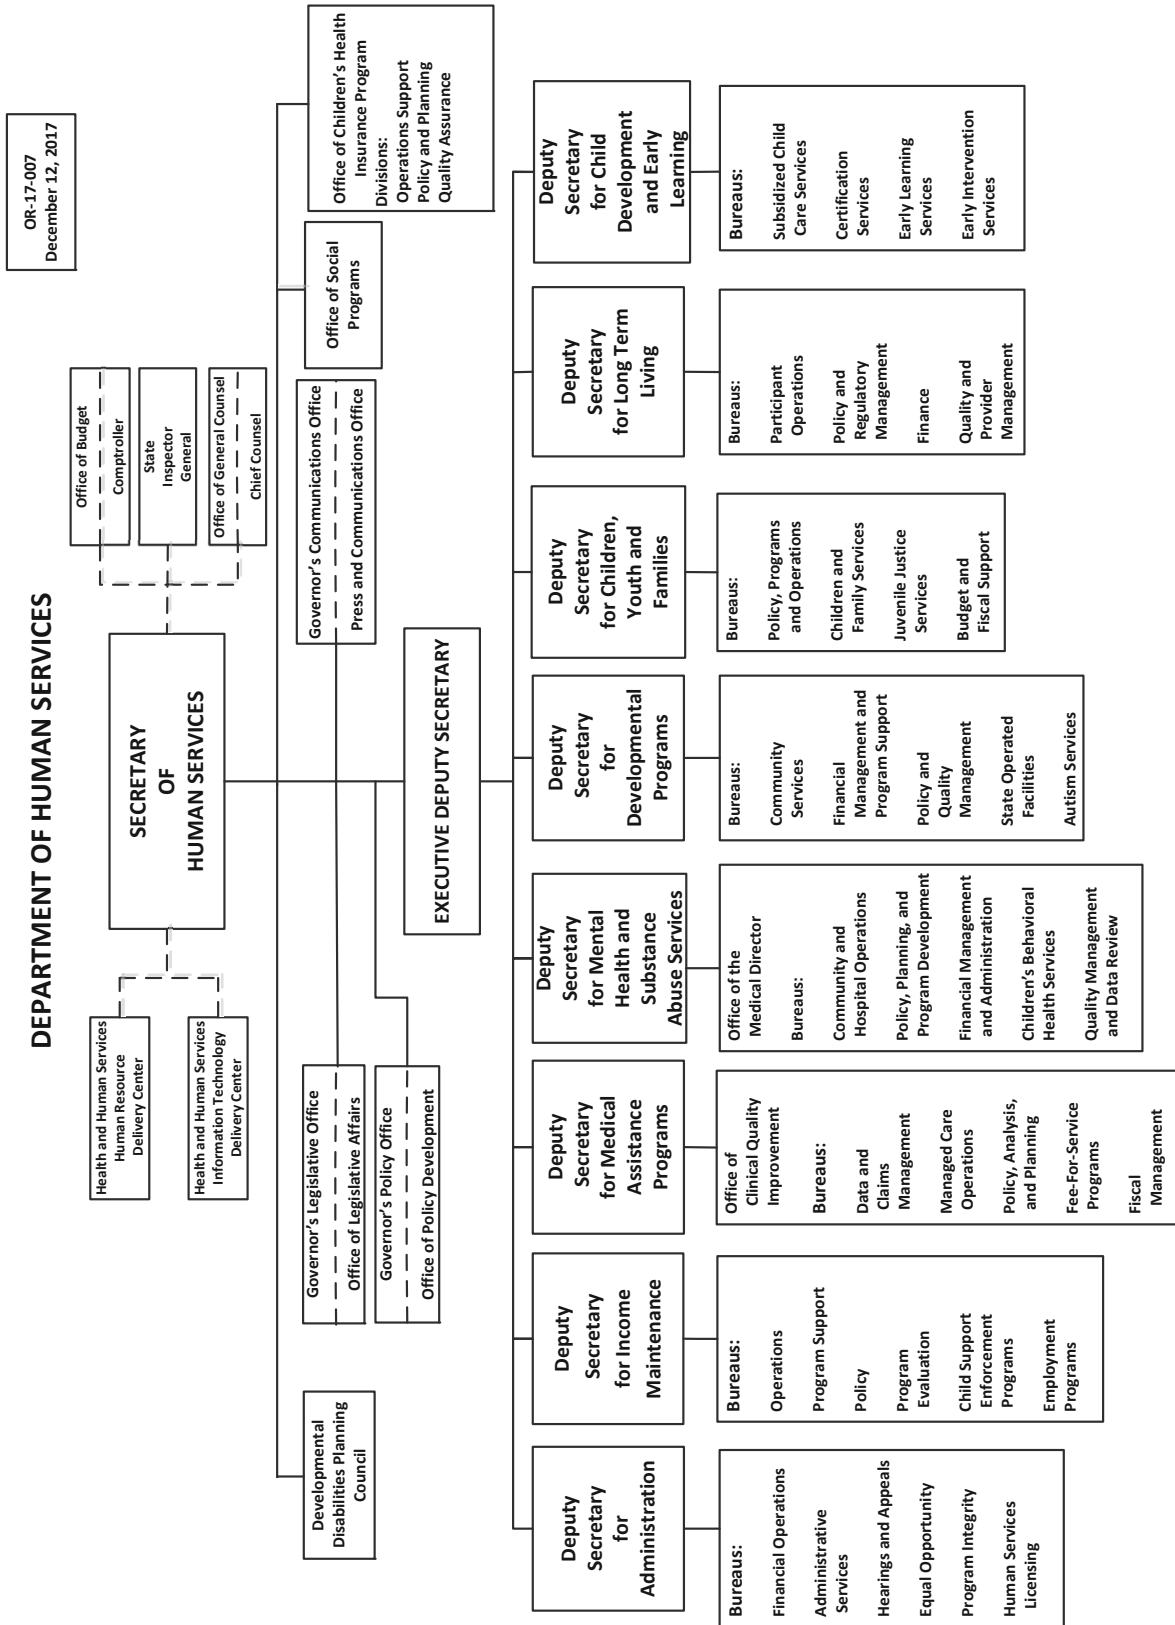 OR-17-007
December 12, 2017
DEPARTMENT OF HUMAN SERVICES
SECRETARY
OF
HUMAN SERVICES
Health and Human Services
Human Resource
Delivery Center
Health and Human Services
Information Technology
Delivery Center
Office of Budget
Comptroller
State
Inspector
General
Office of General Counsel
Chief Counsel
Developmental
Disabilities Planning
Council
Governor's Legislative Office
Office of Legislative Affairs
Governor's Policy Office
Office of Policy Development
Governor's Communications Office
Press and Communications Office
Office of Social
Programs
Office of Children's Health
Insurance Program
Divisions:
Operations Support
Policy and Planning
Quality Assurance
EXECUTIVE DEPUTY SECRETARY
Deputy
Secretary
for
Administration
Bureaus:
Financial Operations
Administrative
Services
Hearings and Appeals
Equal Opportunity
Program Integrity
Human Services
Licensing
Deputy
Secretary
for Income
Maintenance
Bureaus:
Operations
Program Support
Policy
Program
Evaluation
Child Support
Enforcement
Programs
Employment
Programs
Deputy
Secretary
for Medical
Assistance
Programs
Office of
Clinical Quality
Improvement
Bureaus:
Data and
Claims
Management
Managed Care
Operations
Policy, Analysis,
and Planning
Fee-For-Service
Programs
Fiscal
Management
Deputy
Secretary
for Mental
Health and
Substance
Abuse Services
Office of the
Medical Director
Bureaus:
Community and
Hospital Operations
Policy, Planning, and
Program Development
Financial Management
and Administration
Children's Behavioral
Health Services
Quality Management
and Data Review
Deputy
Secretary
for
Developmental
Programs
Bureaus:
Community
Services
Financial
Management and
Program Support
Policy and
Quality
Management
State Operated
Facilities
Autism Services
Deputy
Secretary
for Children,
Youth and
Families
Bureaus:
Policy, Programs
and Operations
Children and
Family Services
Juvenile Justice
Services
Budget and
Fiscal Support
Deputy
Secretary
for Long Term
Living
Bureaus:
Participant
Operations
Policy and
Regulatory
Management
Finance
Quality and
Provider
Management
Deputy
Secretary
for Child
Development
and Early
Learning
Bureaus:
Subsidized Child
Care Services
Certification
Services
Early Learning
Services
Early Intervention
Services